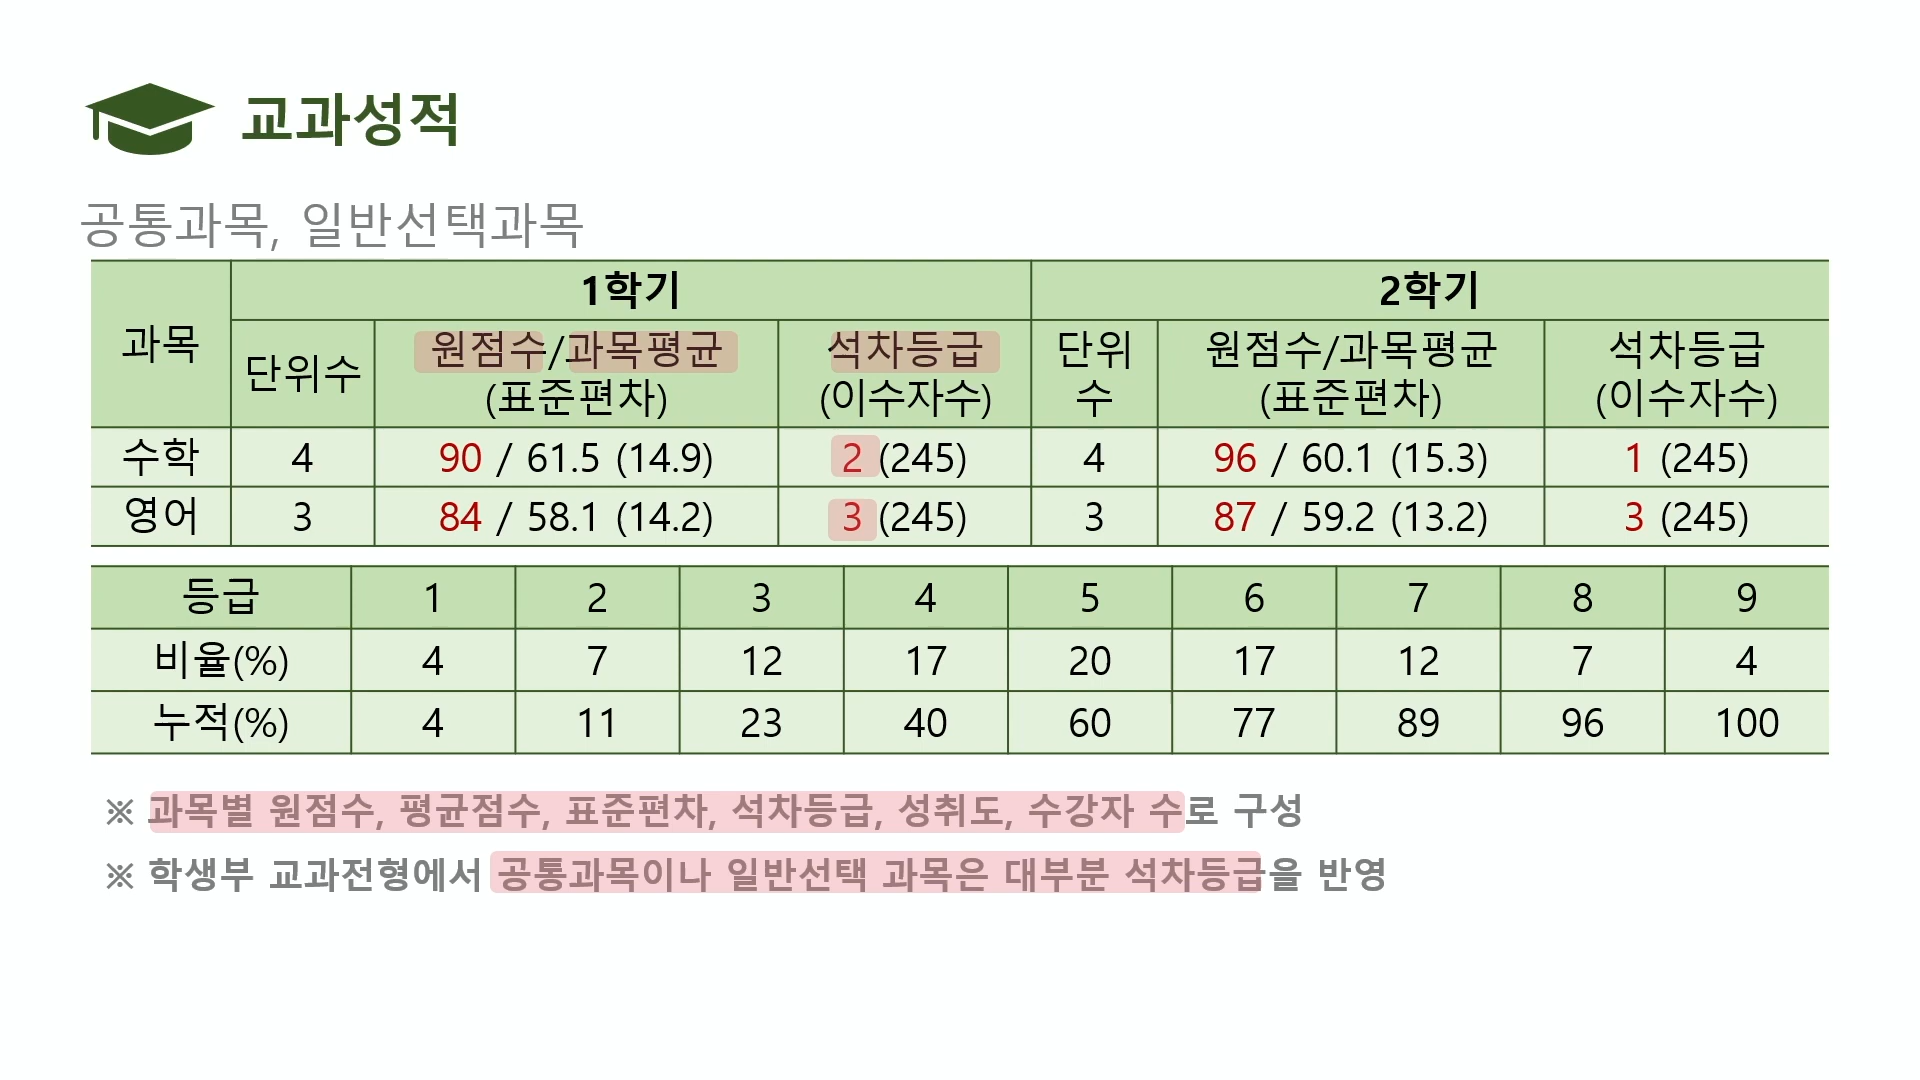 교과성적
공통과목, 일반선택과목
과목 1학기 2학기
단위수 원점수/과목평균 (표준편차) 석차등급 (이수자수) 단위수 원점수/과목평균 (표준편차) 석차등급 (이수자수)
수학 4 90 / 61.5 (14.9) 2 (245) 4 96 / 60.1 (15.3) 1 (245)
영어 3 84 / 58.1 (14.2) 3 (245) 3 87 / 59.2 (13.2) 3 (245)
등급 1 2 3 4 5 6 7 8 9
비율(%) 4 7 12 17 20 17 12 7 4
누적(%) 4 11 23 40 60 77 89 96 100
※ 과목별 원점수, 평균점수, 표준편차, 석차등급, 성취도, 수강자 수로 구성
※ 학생부 교과전형에서 공통과목이나 일반선택 과목은 대부분 석차등급을 반영